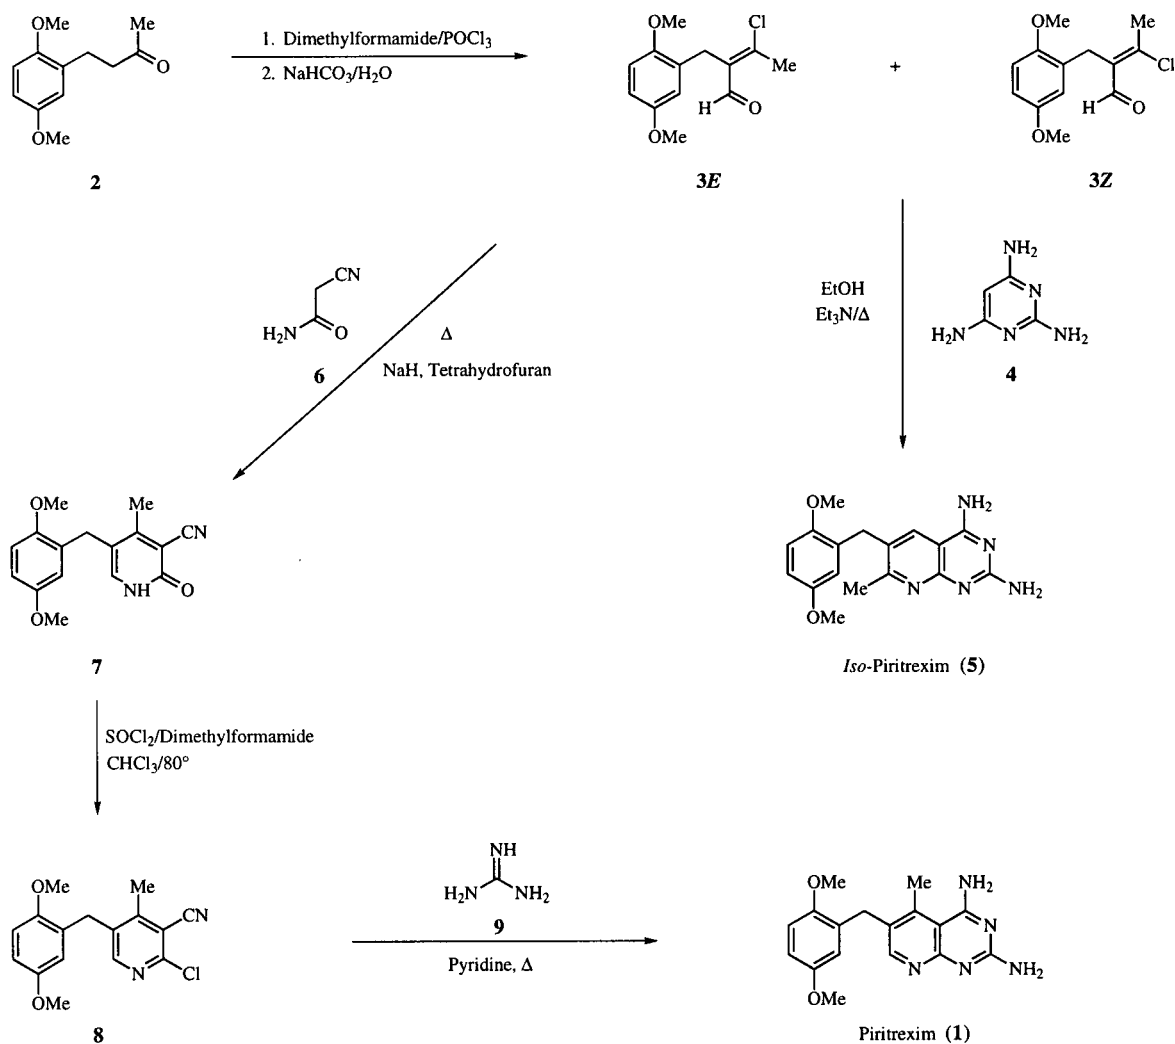 OMe
Me
O
OMe
2
1. Dimethylformamide/POCl3
2. NaHCO3/H2O
OMe
Cl
Me
H
O
OMe
3E
+
OMe
Me
Cl
H
O
OMe
3Z
CN
H2N
O
6
Δ
NaH, Tetrahydrofuran
EtOH
Et3N/Δ
NH2
N
H2N
N
NH2
4
OMe
Me
CN
NH
O
OMe
7
OMe
NH2
N
Me
N
N
NH2
OMe
Iso-Piritrexim (5)
SOCl2/Dimethylformamide
CHCl3/80°
OMe
Me
CN
N
Cl
OMe
8
NH
H2N
NH2
9
Pyridine, Δ
OMe
Me
NH2
N
N
N
NH2
OMe
Piritrexim (1)